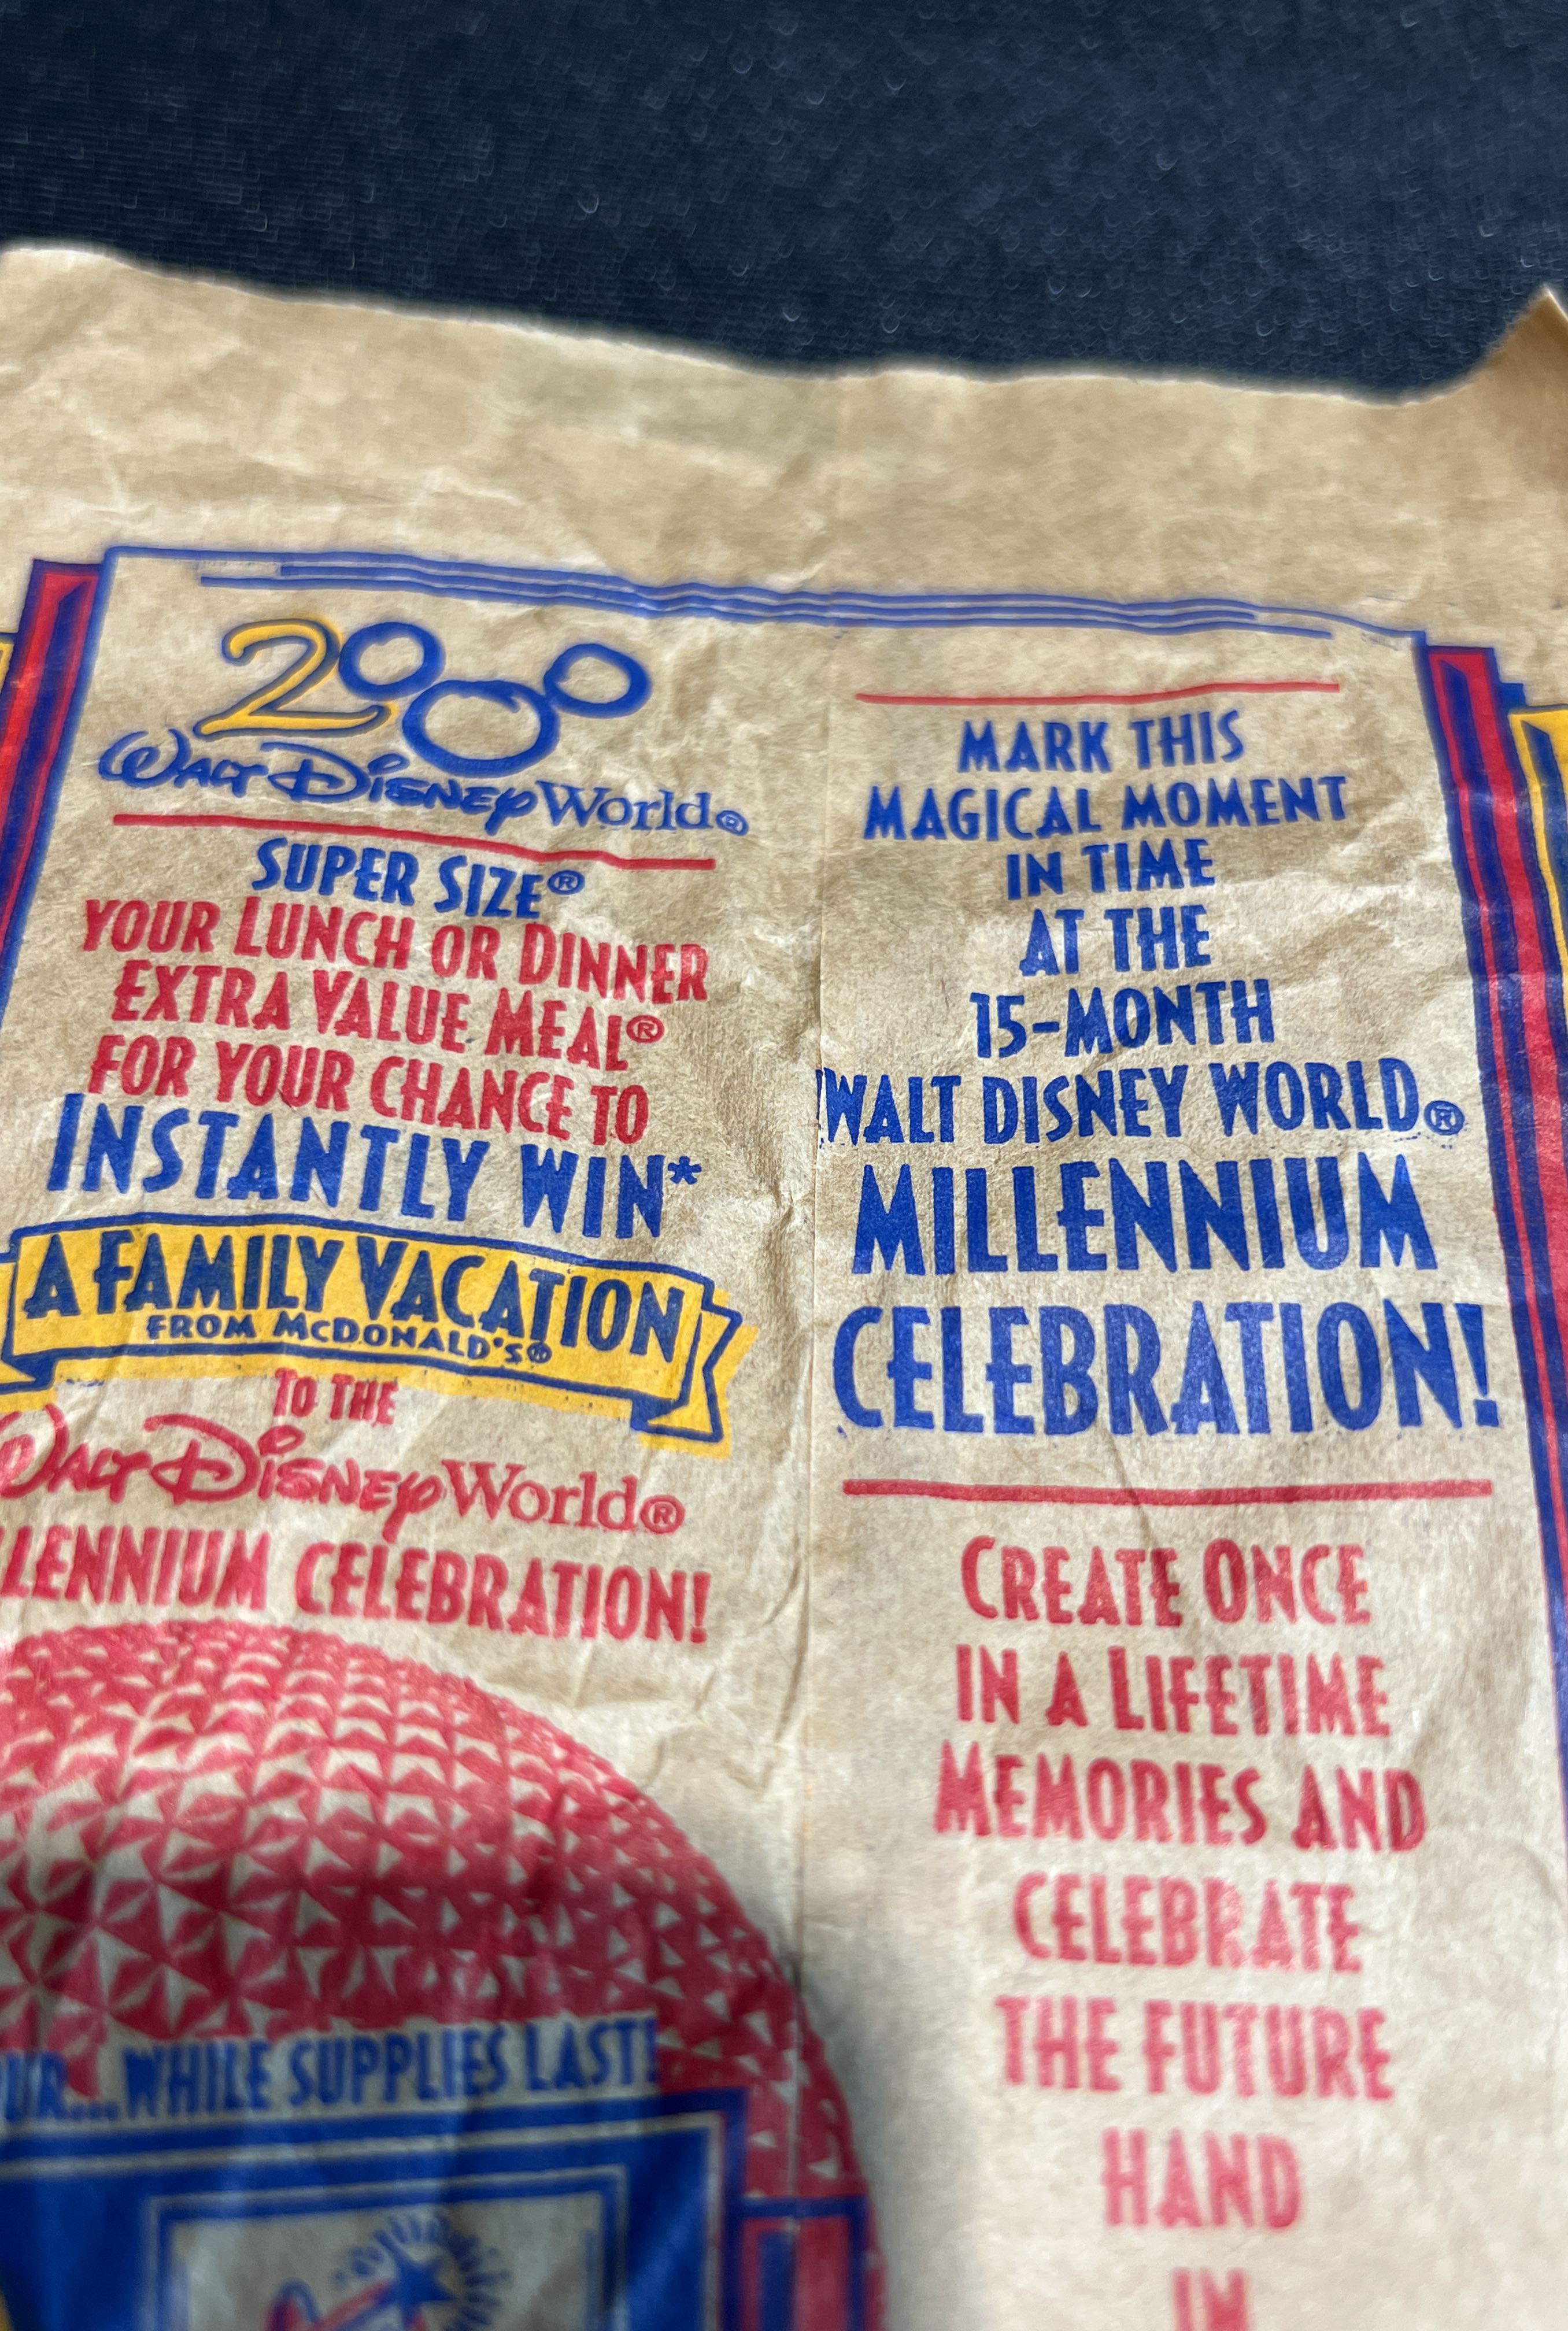 2000
Walt Disney World®
SUPER SIZE®
YOUR LUNCH OR DINNER
EXTRA VALUE MEAL®
FOR YOUR CHANCE TO
INSTANTLY WIN*
A FAMILY VACATION
FROM McDONALD'S®
TO THE
Walt Disney World®
LLENNIUM CELEBRATION!
UR...WHILE SUPPLIES LAST!
MARK THIS
MAGICAL MOMENT
IN TIME
AT THE
15-MONTH
WALT DISNEY WORLD®
MILLENNIUM
CELEBRATION!
CREATE ONCE
IN A LIFETIME
MEMORIES AND
CELEBRATE
THE FUTURE
HAND
IN